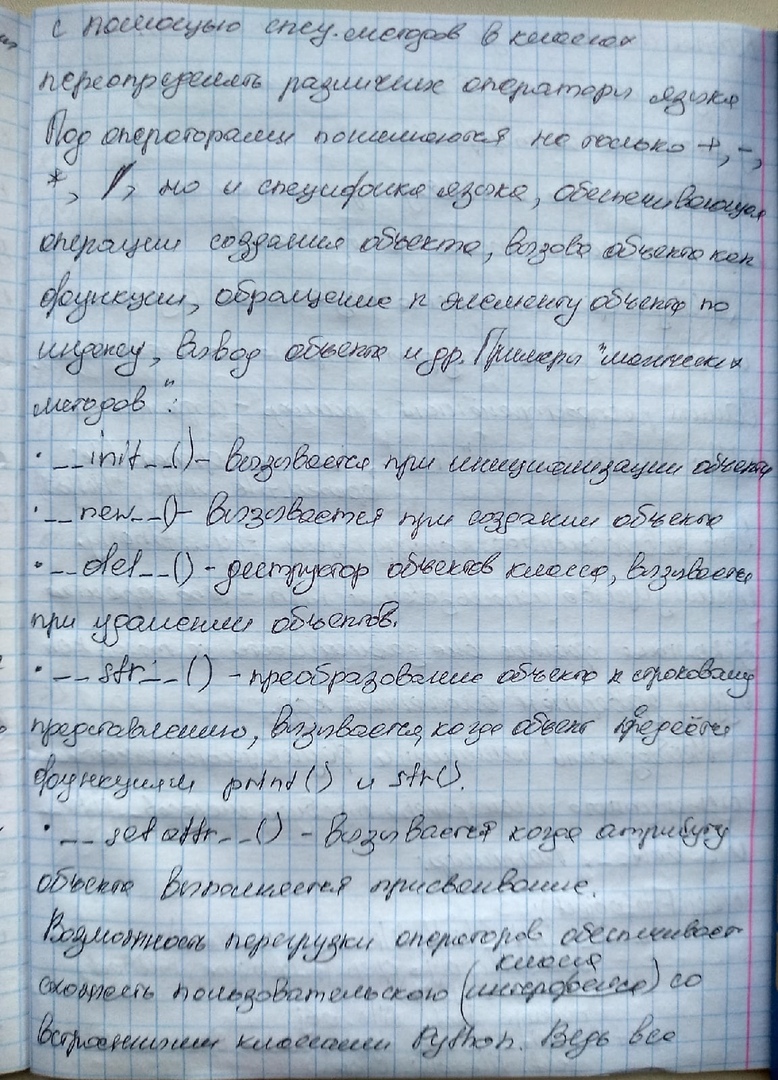 с помощью спец. методов в классах
переопределять различные операторы языка
Под операторами понимаются не только +, -,
*, /, но и специфика языка, обеспечивающая
операции создания объекта, вызова объекта как
функции, обращение к элементу объекта по
индексу, вывод объекта и др. Примеры "магических
методов":
• __init__() - вызывается при инициализации объекта
• __new__() - вызывается при создании объекта
• __del__() - деструктор объектов класса, вызывается
при удалении объектов.
• __str__() - преобразование объекта к строковому
представлению, вызывается, когда объект передаётся
функциям print() и str().
• __setattr__() - вызывается когда атрибуту
объекта выполняется присваивание.
Возможность перегрузки операторов обеспечивает
класса
схожесть пользовательского (интерфейса) со
встроенными классами Python. Ведь все